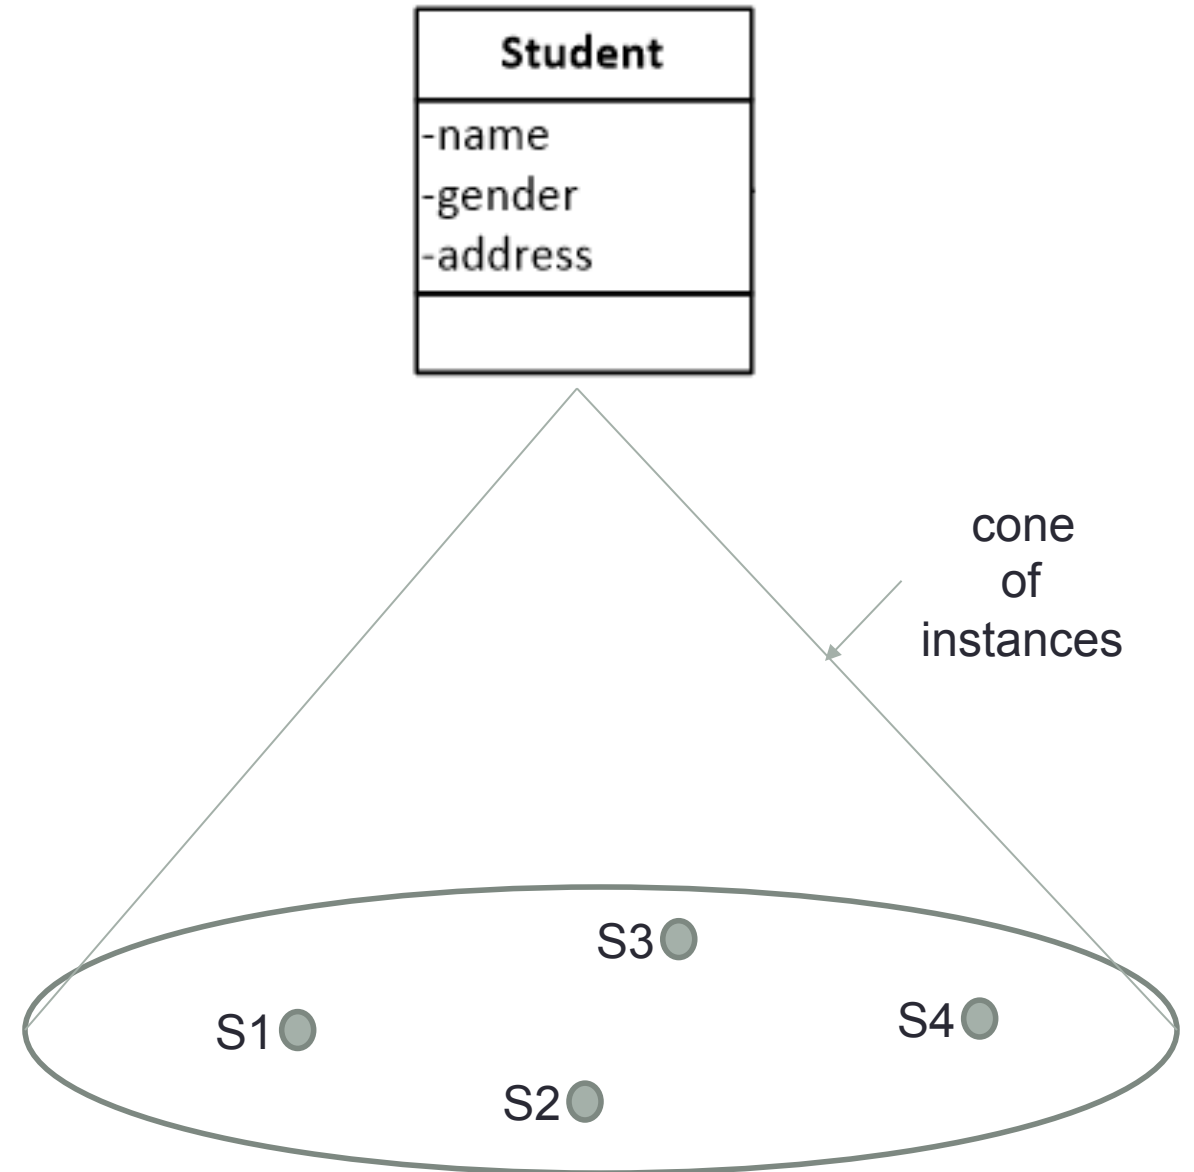 Student
-name
-gender
-address
cone
of
instances
S3
S1
S4
S2